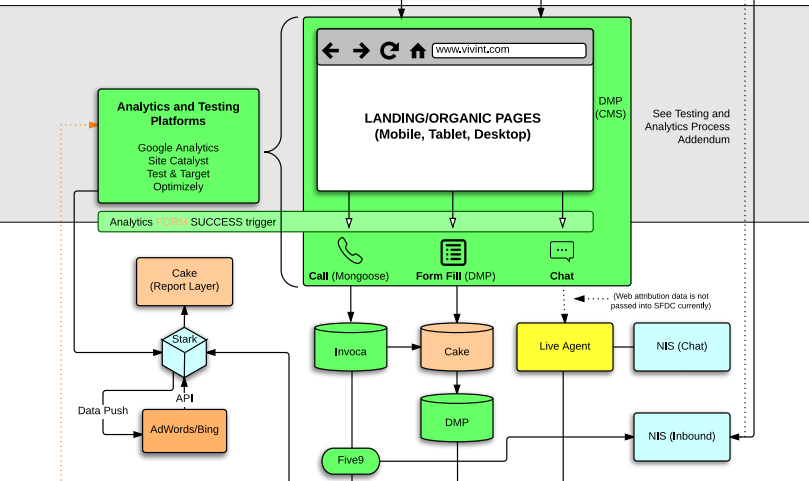 www.vivint.com
LANDING/ORGANIC PAGES
(Mobile, Tablet, Desktop)
DMP
(CMS)
See Testing and
Analytics Process
Addendum
Analytics and Testing
Platforms
Google Analytics
Site Catalyst
Test & Target
Optimizely
Analytics FORM SUCCESS trigger
Call (Mongoose)
Form Fill (DMP)
Chat
Cake
(Report Layer)
(Web attribution data is not
passed into SFDC currently)
Stark
Invoca
Cake
Live Agent
NIS (Chat)
API
Data Push
AdWords/Bing
DMP
NIS (Inbound)
Five9